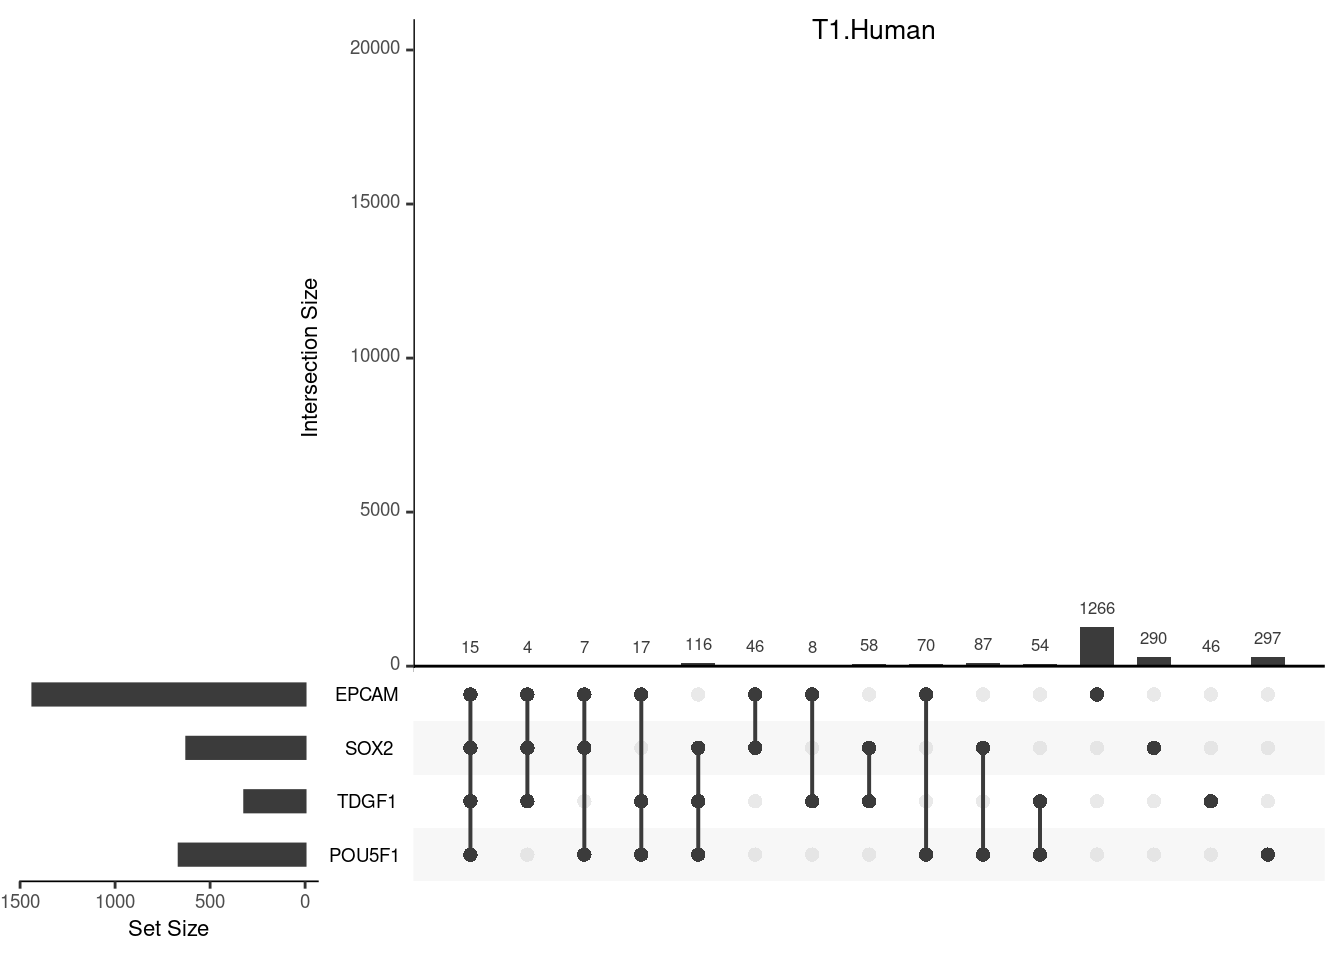 T1.Human
20000
15000
10000
5000
0
Intersection Size
15 4 7 17 116 46 8 58 70 87 54 1266 290 46 297
EPCAM
SOX2
TDGF1
POU5F1
1500 1000 500 0
Set Size